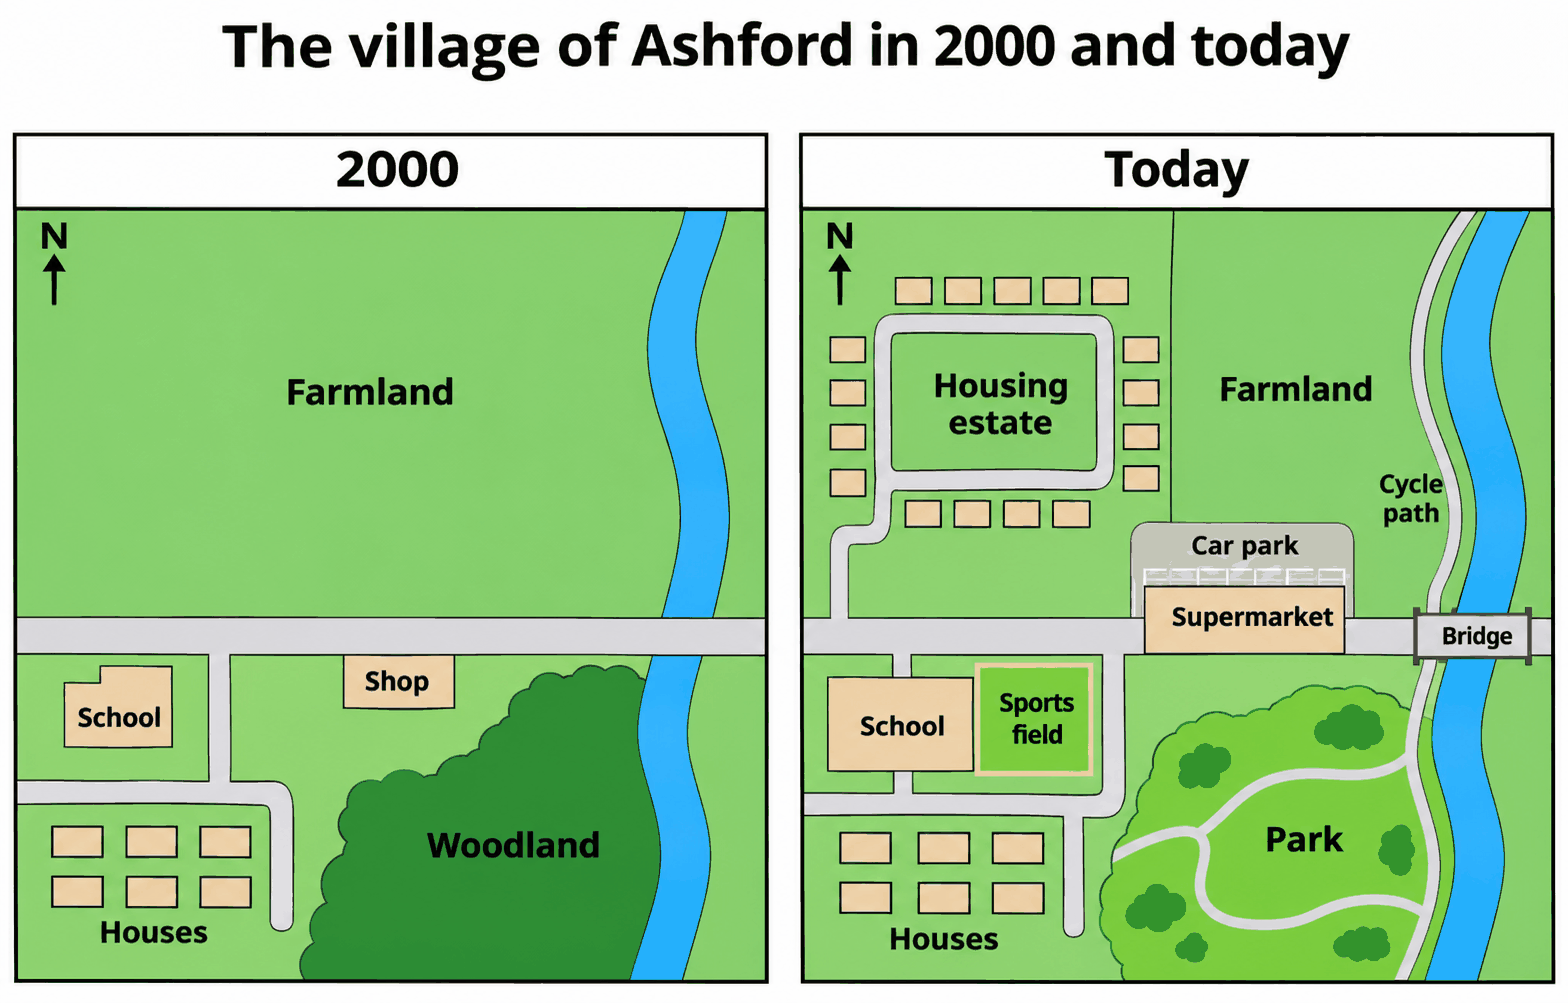 The village of Ashford in 2000 and today
2000
N
Farmland
School
Shop
Woodland
Houses
Today
N
Housing
estate
Farmland
Cycle
path
Car park
Supermarket
Bridge
School
Sports
field
Park
Houses